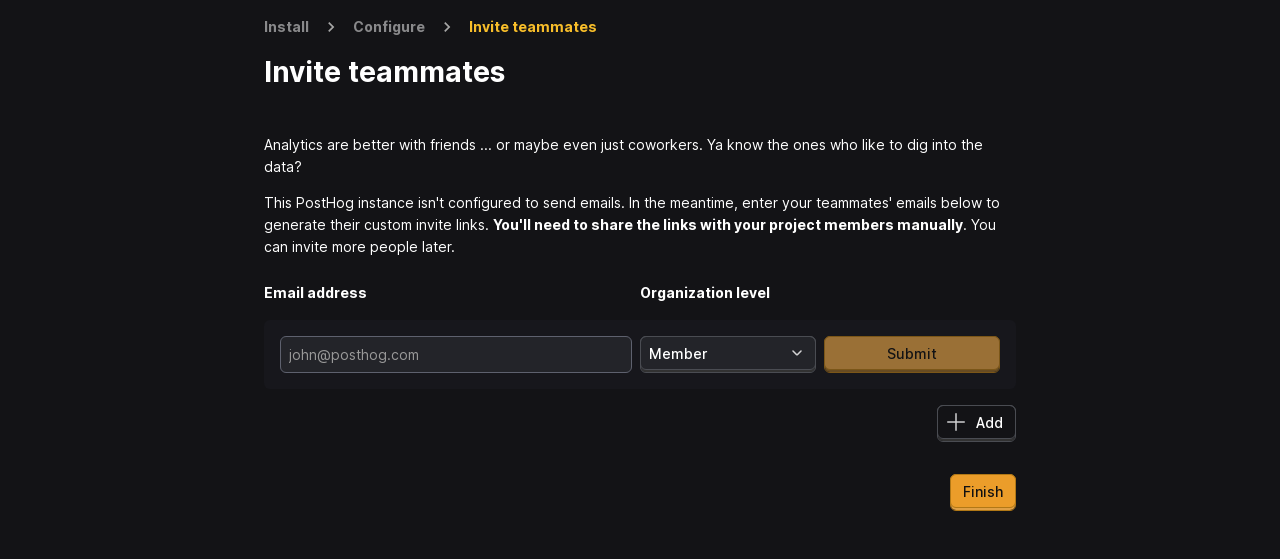 Install
Configure
Invite teammates
Invite teammates
Analytics are better with friends ... or maybe even just coworkers. Ya know the ones who like to dig into the
data?
This PostHog instance isn't configured to send emails. In the meantime, enter your teammates' emails below to
generate their custom invite links. You'll need to share the links with your project members manually. You
can invite more people later.
Email address
Organization level
john@posthog.com
Member
Submit
Add
Finish